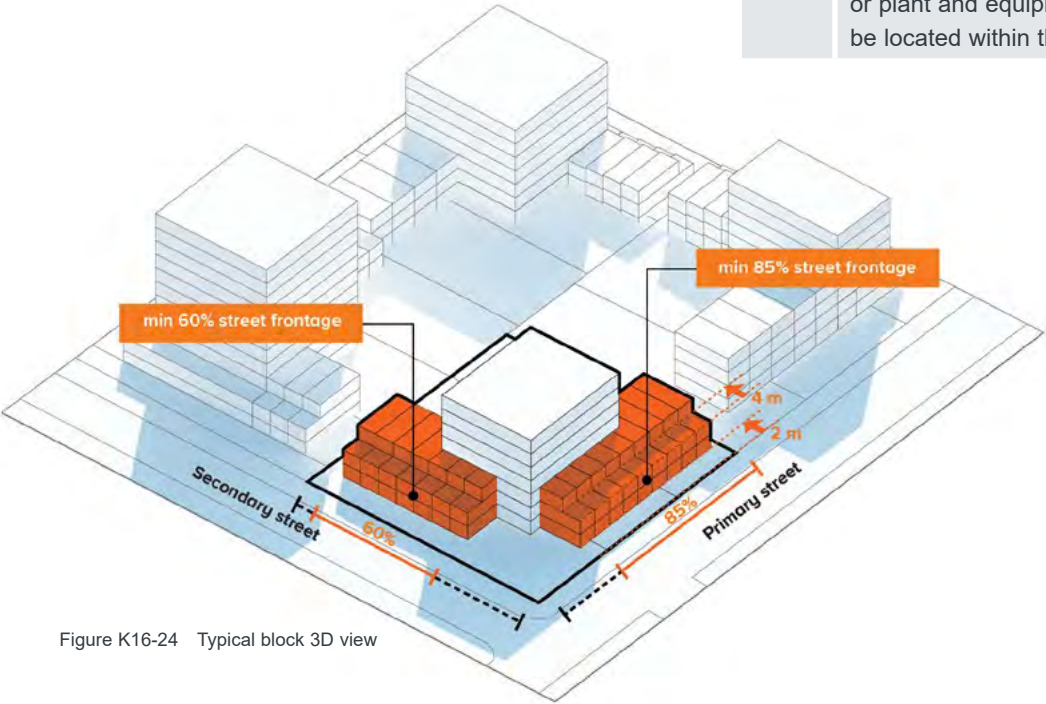 or plant and equip
be located within th
min 85% street frontage
min 60% street frontage
4 m
2 m
Secondary street
60%
85%
Primary street
Figure K16-24 Typical block 3D view